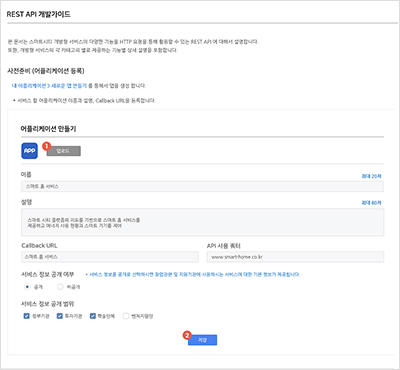 REST API 개발가이드
본 문서는 스마트시티 개방형 서비스의 다양한 기능을 HTTP 요청을 통해 활용할 수 있는 REST API 에 대해서 설명합니다.
또한, 개방형 서비스의 각 카테고리 별로 제공하는 기능별 상세 설명을 포함합니다.
사전준비 (어플리케이션 등록)
내 어플리케이션 > 새로운 앱 만들기 를 통해서 앱을 생성 합니다.
• 서비스 할 어플리케이션 이름과 설명, Callback URL을 등록합니다.
어플리케이션 만들기
APP 1 업로드
이름 최대 20자
스마트 홈 서비스
설명 최대 80자
스마트 시티 플랫폼의 지도를 기반으로 스마트 홈 서비스를
제공하고 에너지 사용 현황과 스마트 기기를 제어
Callback URL API 사용 쿼터
스마트 홈 서비스 www.smarthome.co.kr
서비스 정보 공개 여부 • 서비스 정보를 공개로 선택하시면 창업관련 및 지원기관에 사용하시는 서비스에 대한 기본 정보가 제공됩니다.
공개 비공개
서비스 정보 공개 범위
정부기관 투자기관 학술단체 벤처지원단
2 저장